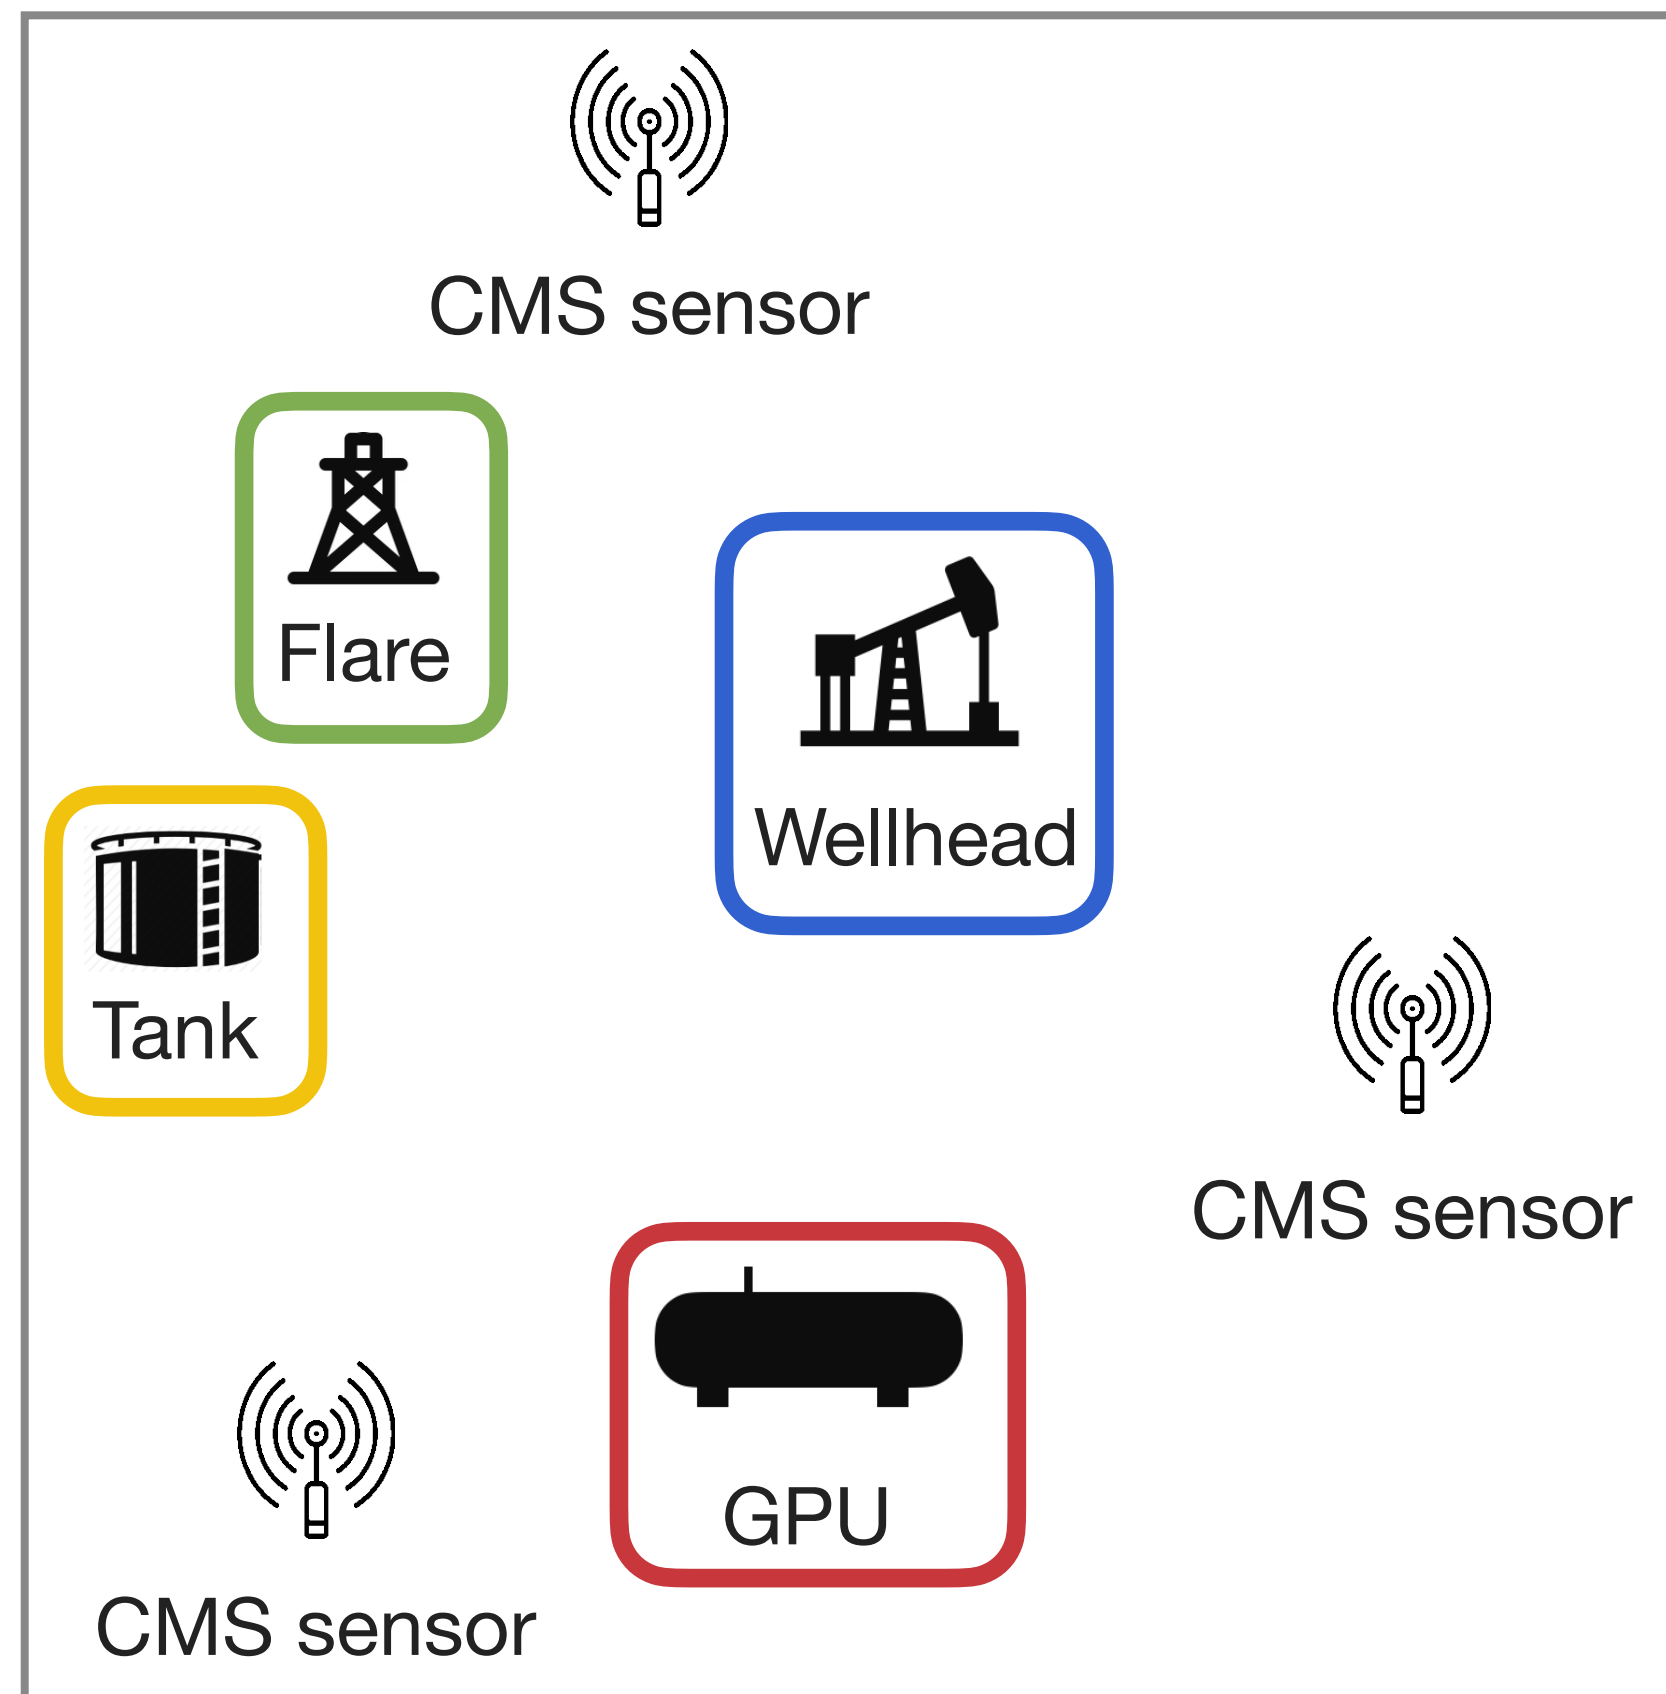 CMS sensor
Flare
Wellhead
Tank
CMS sensor
GPU
CMS sensor